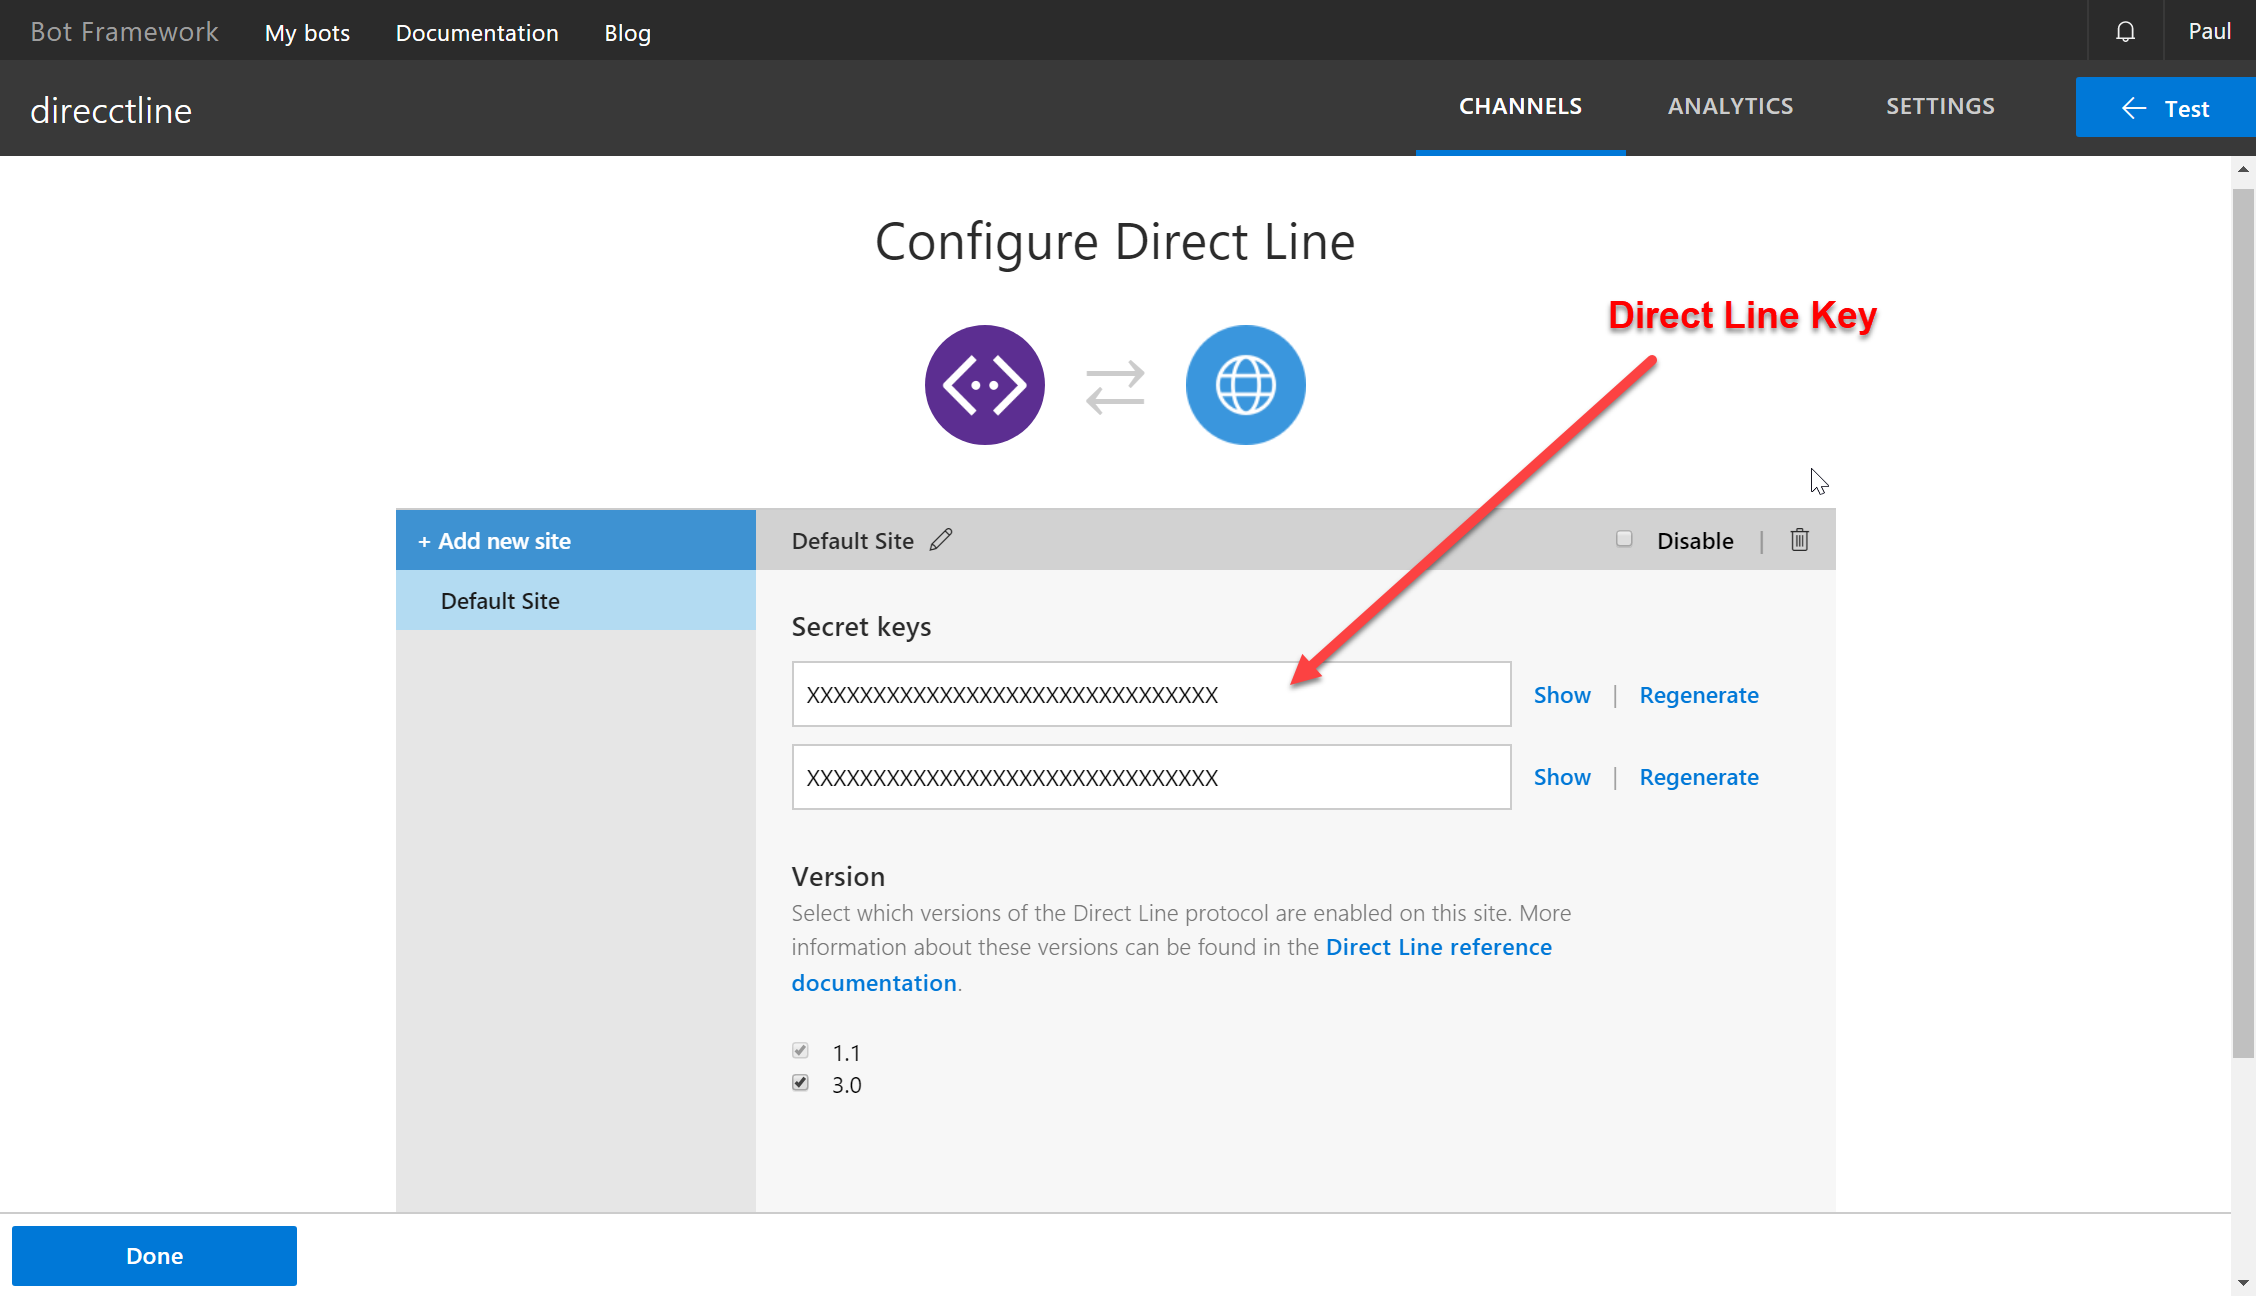 Bot Framework My bots Documentation Blog Paul
direcctline CHANNELS ANALYTICS SETTINGS Test
Configure Direct Line
Direct Line Key
+ Add new site
Default Site
Default Site Disable |
Secret keys
XXXXXXXXXXXXXXXXXXXXXXXXXXXXXXX Show | Regenerate
XXXXXXXXXXXXXXXXXXXXXXXXXXXXXXX Show | Regenerate
Version
Select which versions of the Direct Line protocol are enabled on this site. More
information about these versions can be found in the Direct Line reference
documentation.
1.1
3.0
Done